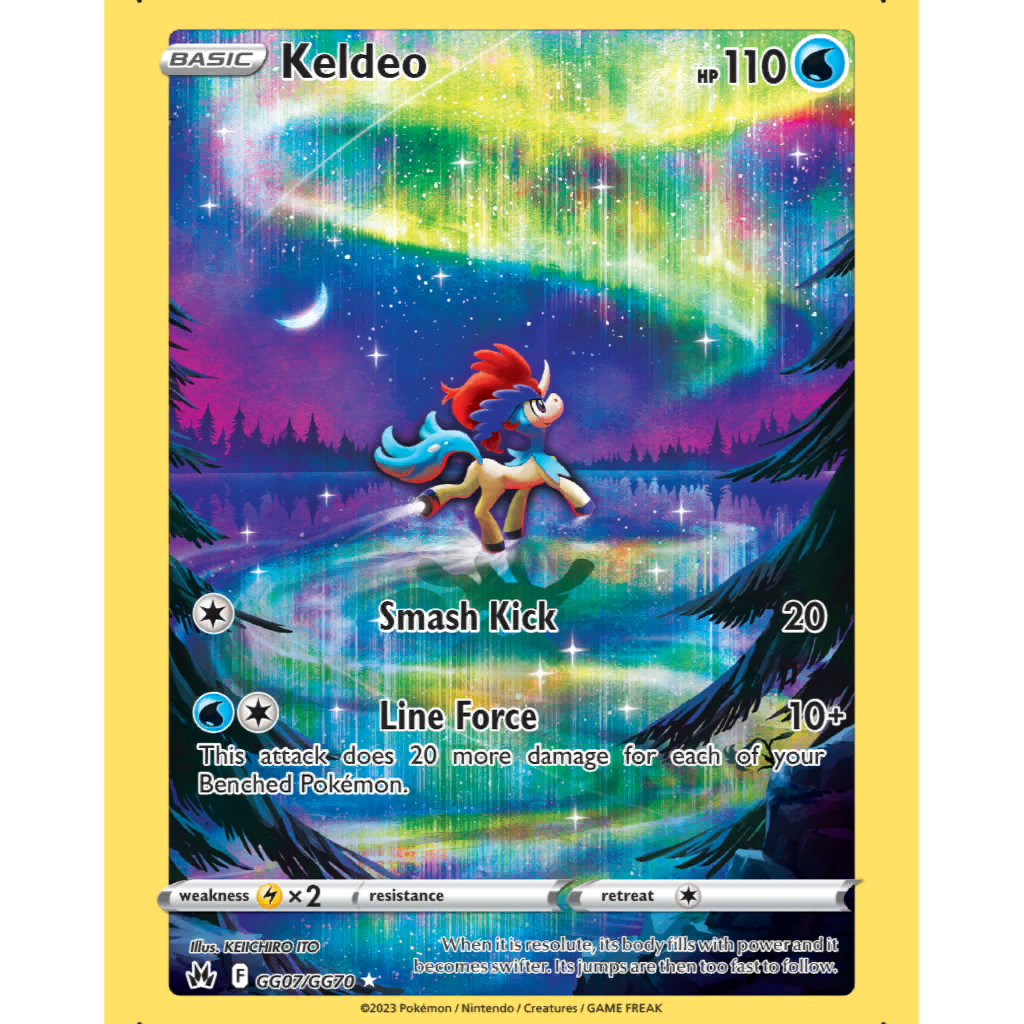 BASIC Keldeo HP 110
Smash Kick 20
Line Force 10+
This attack does 20 more damage for each of your
Benched Pokémon.
weakness ×2 resistance retreat
Illus. KEIICHIRO ITO
When it is resolute, its body fills with power and it
becomes swifter. Its jumps are then too fast to follow.
F GG07/GG70 ★
©2023 Pokémon / Nintendo / Creatures / GAME FREAK